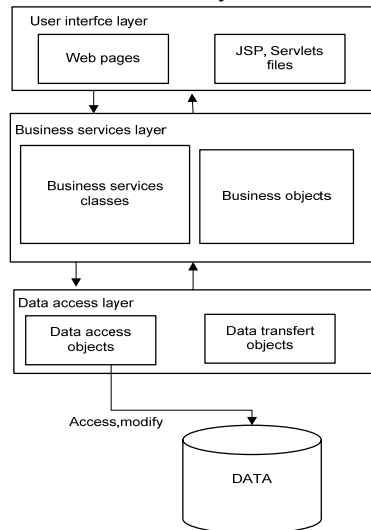 User interfce layer
Web pages
JSP, Servlets
files
Business services layer
Business services
classes
Business objects
Data access layer
Data access
objects
Data transfert
objects
Access,modify
DATA